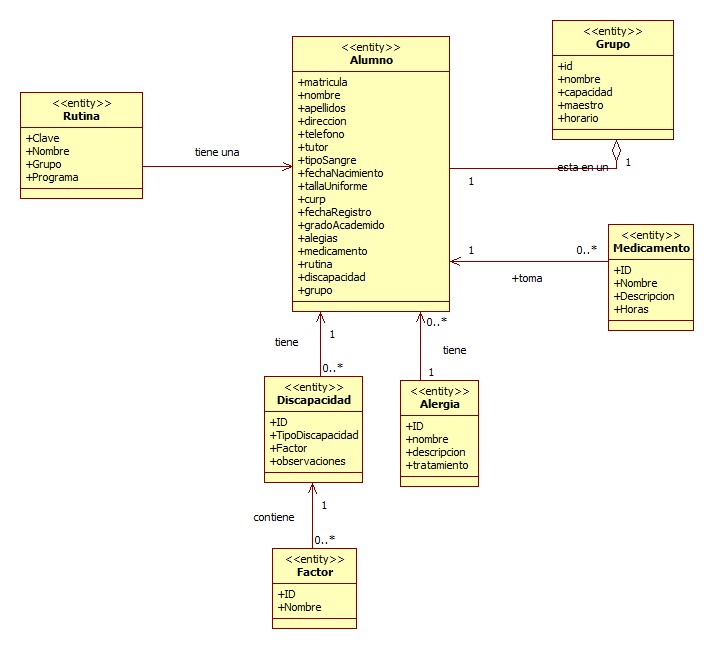 <<entity>>
Grupo
+id
+nombre
+capacidad
+maestro
+horario
<<entity>>
Alumno
+matricula
+nombre
+apellidos
+direccion
+telefono
+tutor
+tipoSangre
+fechaNacimiento
+tallaUniforme
+curp
+fechaRegistro
+gradoAcademido
+alegias
+medicamento
+rutina
+discapacidad
+grupo
<<entity>>
Rutina
+Clave
+Nombre
+Grupo
+Programa
tiene una
esta en un
1
1
<<entity>>
Medicamento
+ID
+Nombre
+Descripcion
+Horas
1
0..*
+toma
tiene
1
0..*
0..*
tiene
1
<<entity>>
Discapacidad
+ID
+TipoDiscapacidad
+Factor
+observaciones
<<entity>>
Alergia
+ID
+nombre
+descripcion
+tratamiento
contiene
1
0..*
<<entity>>
Factor
+ID
+Nombre